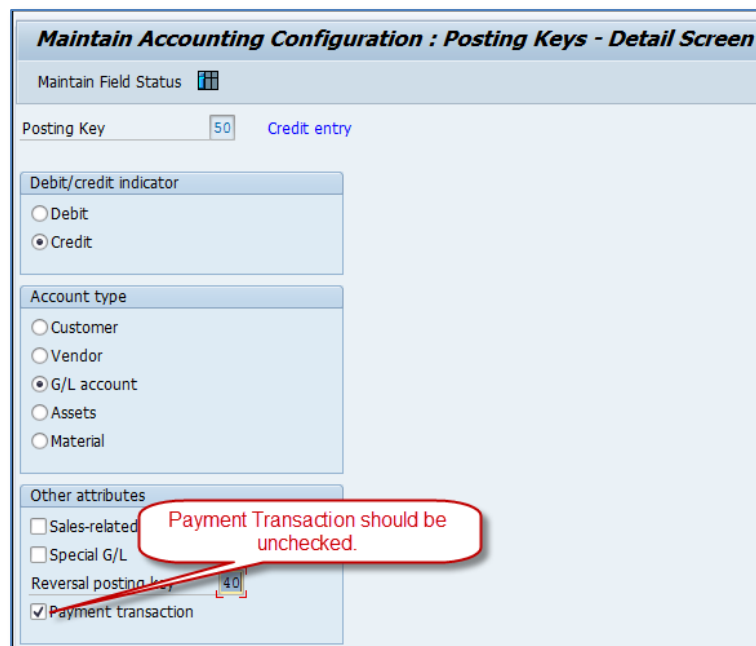 Maintain Accounting Configuration : Posting Keys - Detail Screen
Maintain Field Status
Posting Key 50 Credit entry
Debit/credit indicator
Debit
Credit
Account type
Customer
Vendor
G/L account
Assets
Material
Other attributes
Sales-related
Special G/L
Payment Transaction should be
unchecked.
Reversal posting key 40
Payment transaction